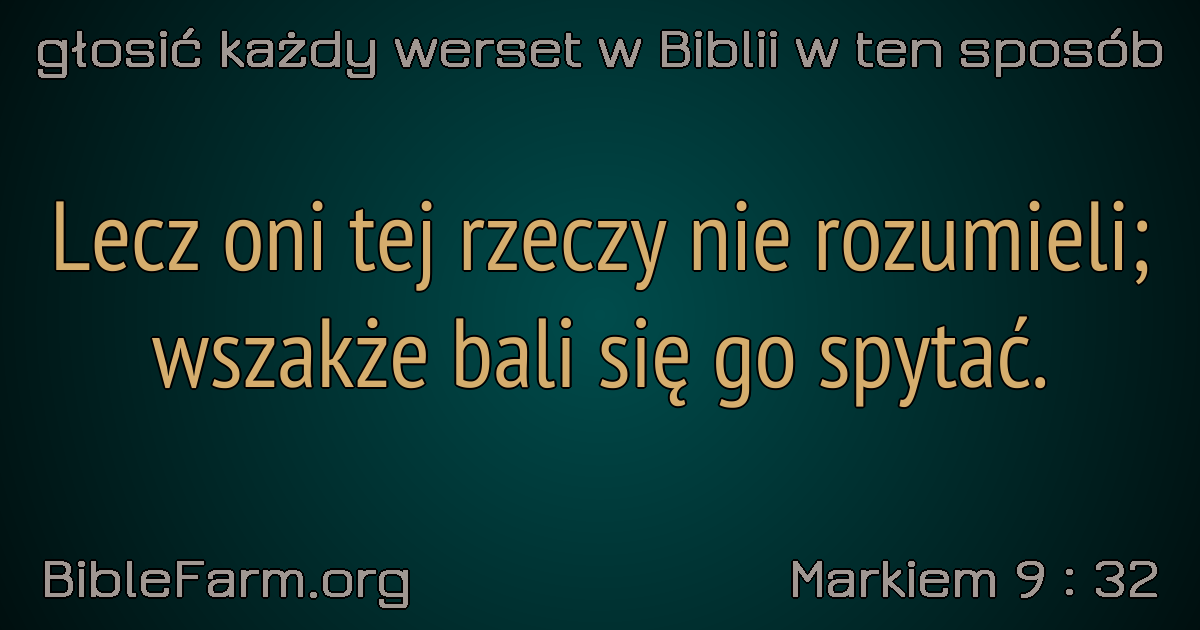 głosić każdy werset w Biblii w ten sposób
Lecz oni tej rzeczy nie rozumieli;
wszakże bali się go spytać.
BibleFarm.org
Markiem 9 : 32